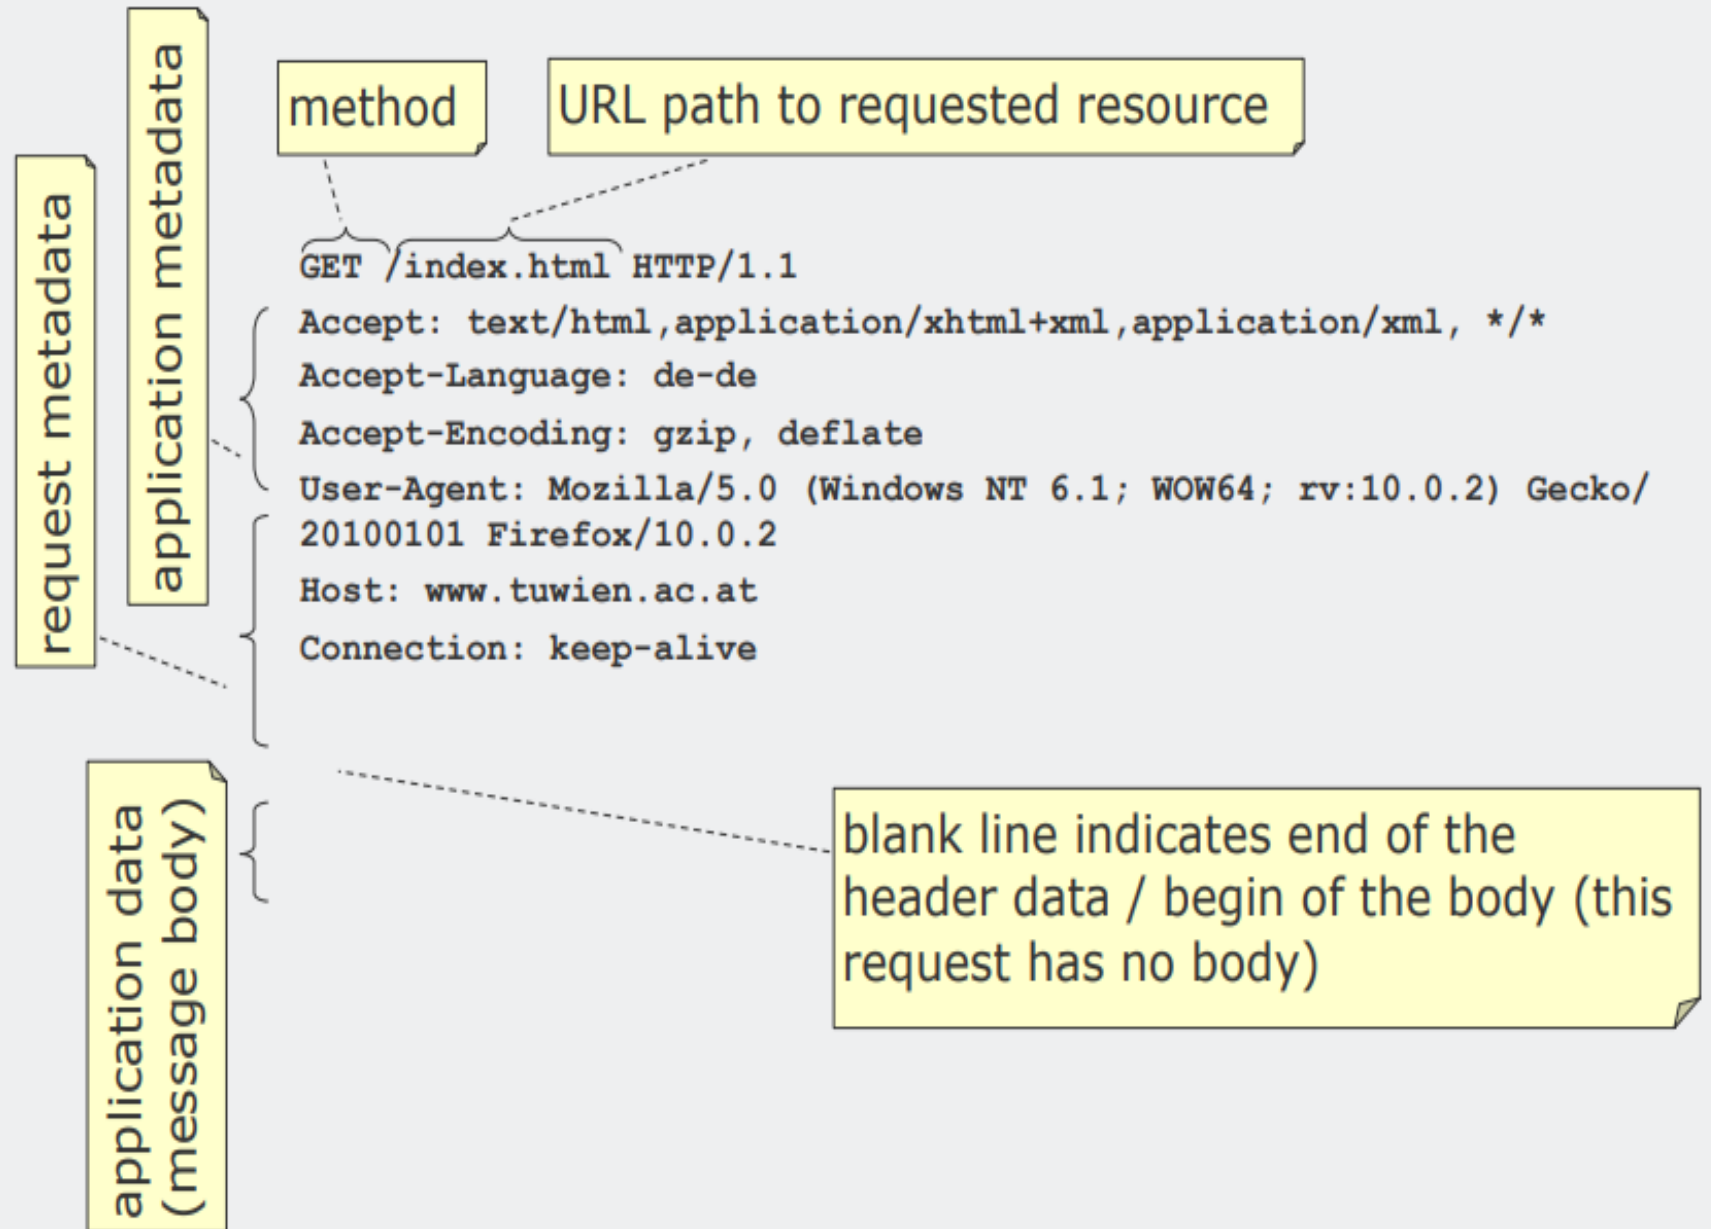 application metadata
request metadata
method
URL path to requested resource
GET /index.html HTTP/1.1
Accept: text/html,application/xhtml+xml,application/xml, */*
Accept-Language: de-de
Accept-Encoding: gzip, deflate
User-Agent: Mozilla/5.0 (Windows NT 6.1; WOW64; rv:10.0.2) Gecko/
20100101 Firefox/10.0.2
Host: www.tuwien.ac.at
Connection: keep-alive
application data
(message body)
blank line indicates end of the
header data / begin of the body (this
request has no body)